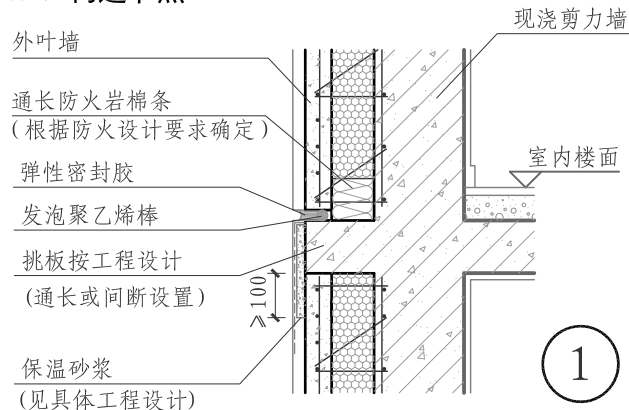 现浇剪力墙
外叶墙
通长防火岩棉条
(根据防火设计要求确定)
室内楼面
弹性密封胶
发泡聚乙烯棒
挑板按工程设计
(通长或间断设置)
≥100
保温砂浆
(见具体工程设计)
1